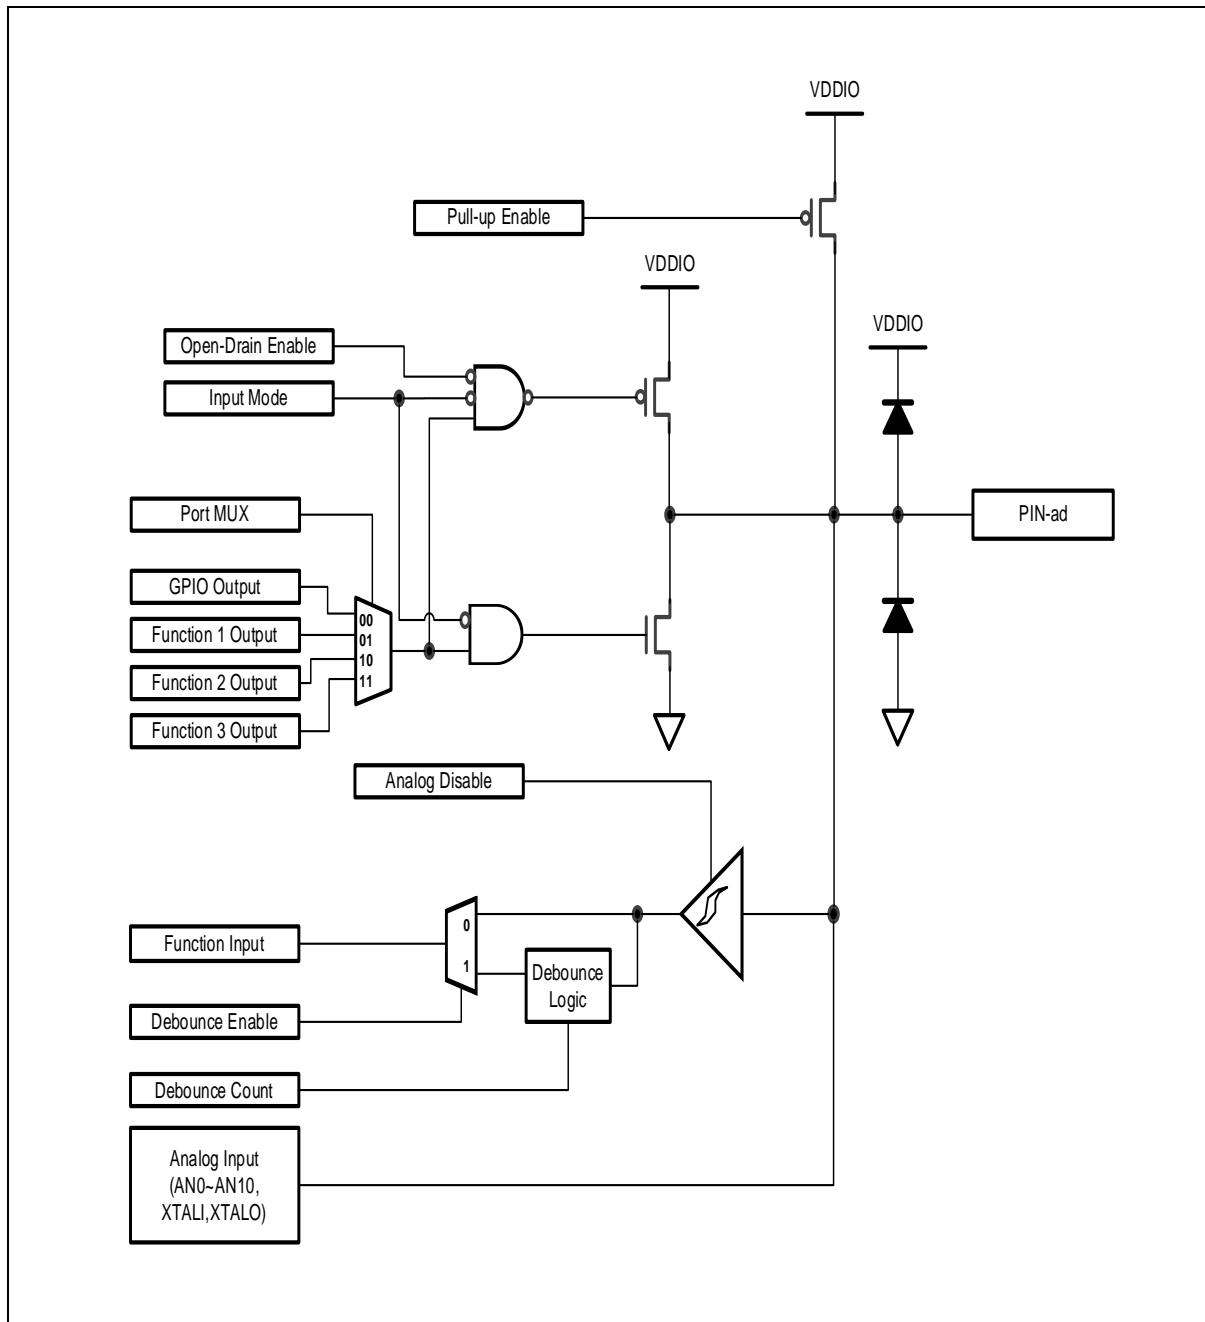 VDDIO
Pull-up Enable
VDDIO
VDDIO
Open-Drain Enable
Input Mode
Port MUX
PIN-ad
GPIO Output
Function 1 Output
Function 2 Output
Function 3 Output
00
01
10
11
Analog Disable
Function Input
0
1
Debounce
Logic
Debounce Enable
Debounce Count
Analog Input
(AN0~AN10,
XTALI,XTALO)